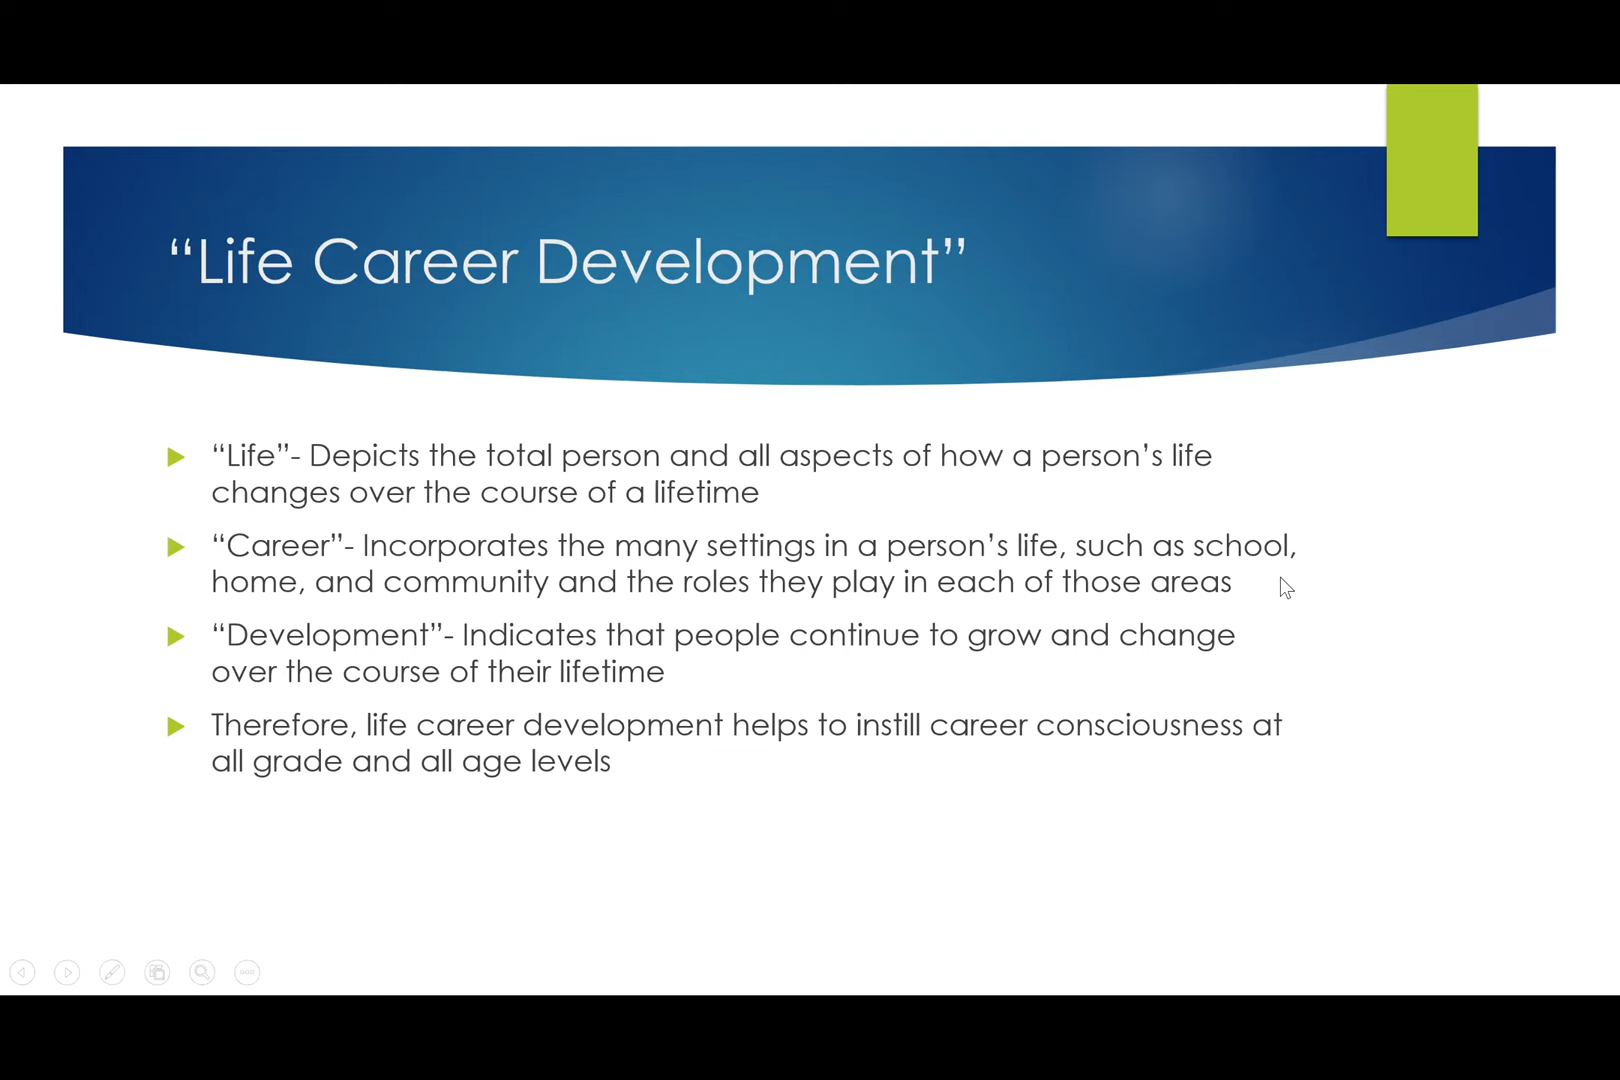 “Life Career Development”
“Life”- Depicts the total person and all aspects of how a person’s life
changes over the course of a lifetime
“Career”- Incorporates the many settings in a person’s life, such as school,
home, and community and the roles they play in each of those areas
“Development”- Indicates that people continue to grow and change
over the course of their lifetime
Therefore, life career development helps to instill career consciousness at
all grade and all age levels